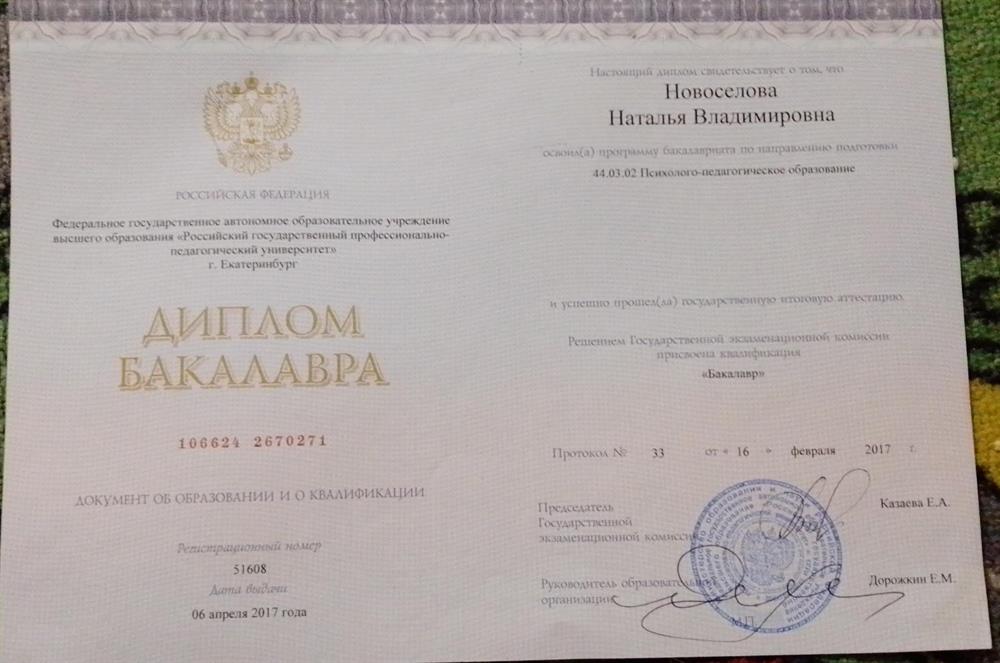 РОССИЙСКАЯ ФЕДЕРАЦИЯ
Федеральное государственное автономное образовательное учреждение
высшего образования «Российский государственный профессионально-
педагогический университет»
г. Екатеринбург
ДИПЛОМ
БАКАЛАВРА
106624 2670271
ДОКУМЕНТ ОБ ОБРАЗОВАНИИ И О КВАЛИФИКАЦИИ
Регистрационный номер
51608
Дата выдачи
06 апреля 2017 года
Настоящий диплом свидетельствует о том, что
Новоселова
Наталья Владимировна
освоил(а) программу бакалавриата по направлению подготовки
44.03.02 Психолого-педагогическое образование
и успешно прошел(ла) государственную итоговую аттестацию
Решением Государственной экзаменационной комиссии
присвоена квалификация
«Бакалавр»
Протокол № 33 от « 16 » февраля 2017 г.
Председатель
Государственной
экзаменационной комиссии
Казаева Е.А.
Руководитель образовательной
организации
Дорожкин Е.М.
М.П.